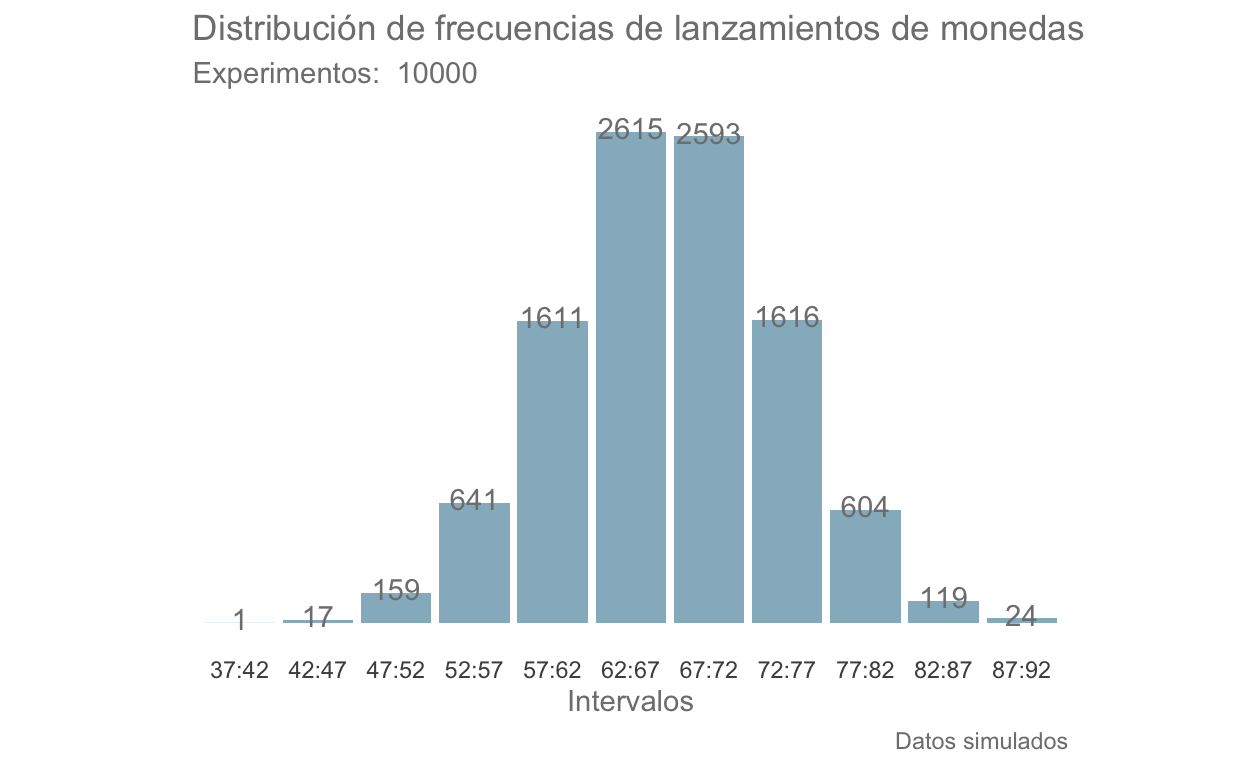 Distribución de frecuencias de lanzamientos de monedas
Experimentos:  10000
2615 2593
1611 1616
641 604
159 119
1 17 24
37:42 42:47 47:52 52:57 57:62 62:67 67:72 72:77 77:82 82:87 87:92
Intervalos
Datos simulados